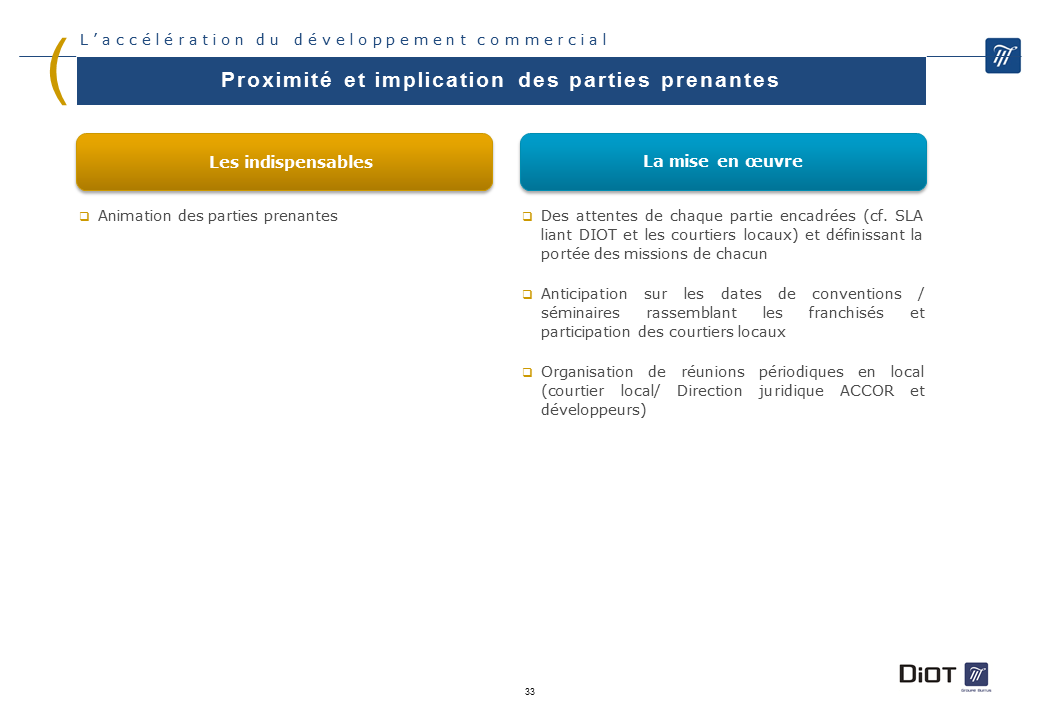 L'accélération du développement commercial
Proximité et implication des parties prenantes
Les indispensables
Animation des parties prenantes
La mise en œuvre
Des attentes de chaque partie encadrées (cf. SLA
liant DIOT et les courtiers locaux) et définissant la
portée des missions de chacun
Anticipation sur les dates de conventions /
séminaires rassemblant les franchisés et
participation des courtiers locaux
Organisation de réunions périodiques en local
(courtier local/ Direction juridique ACCOR et
développeurs)
DiOT
Groupe Burrus
33